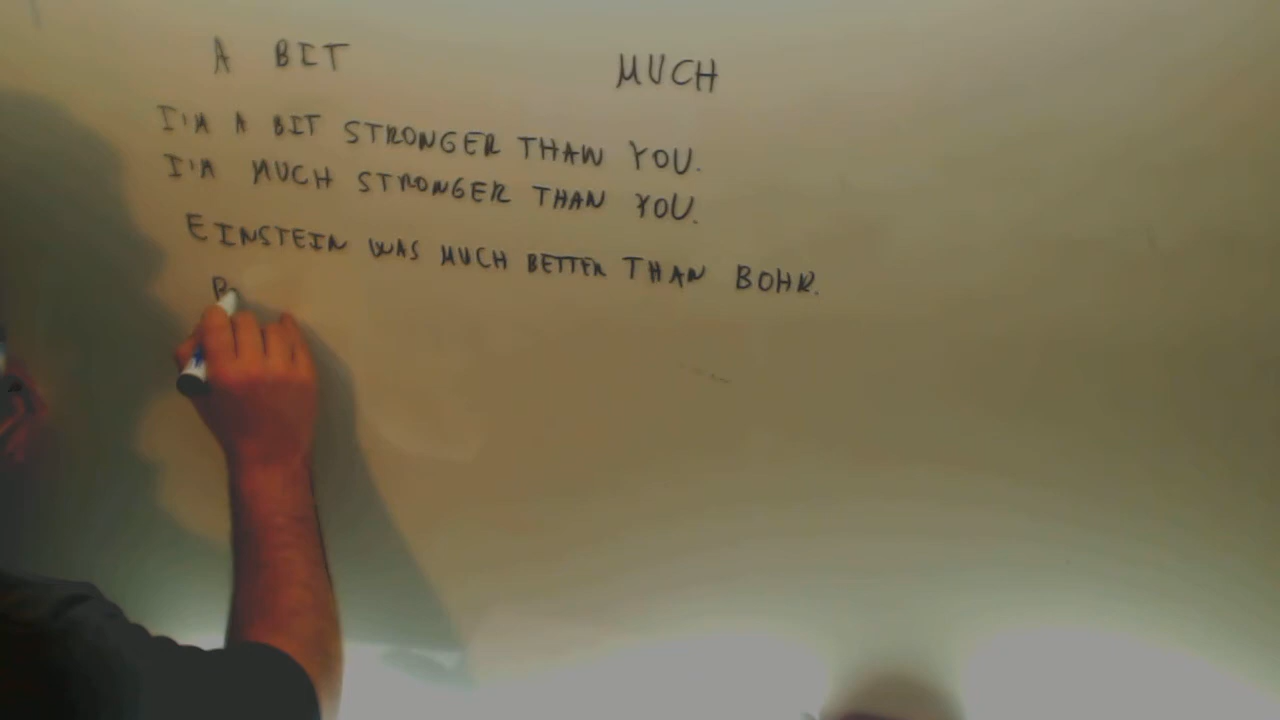 A BIT MUCH
I'M A BIT STRONGER THAN YOU.
I'M MUCH STRONGER THAN YOU.
EINSTEIN WAS MUCH BETTER THAN BOHR.